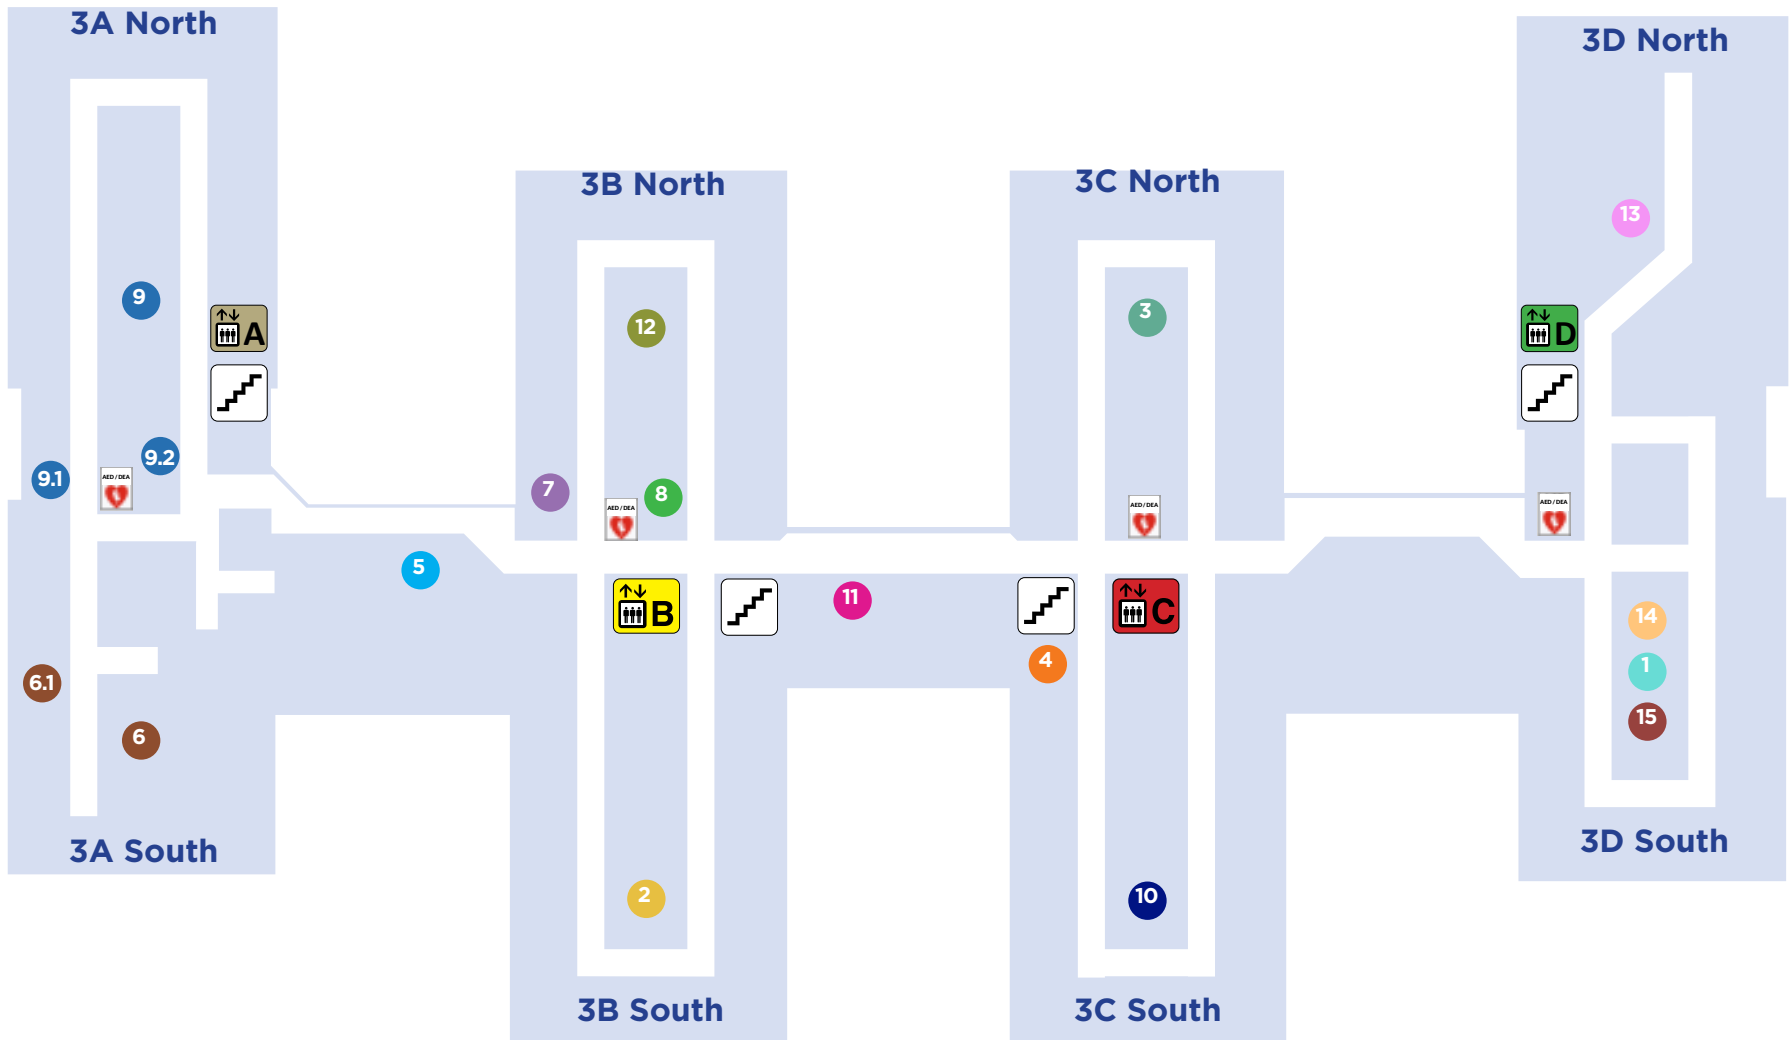 3A North
3D North
3B North
3C North
13
9
A
12
3
D
9.2
9.1
AED / DEA
7
8
AED / DEA
AED / DEA
AED / DEA
5
B
11
C
14
4
1
6.1
15
6
3A South
3D South
2
10
3B South
3C South